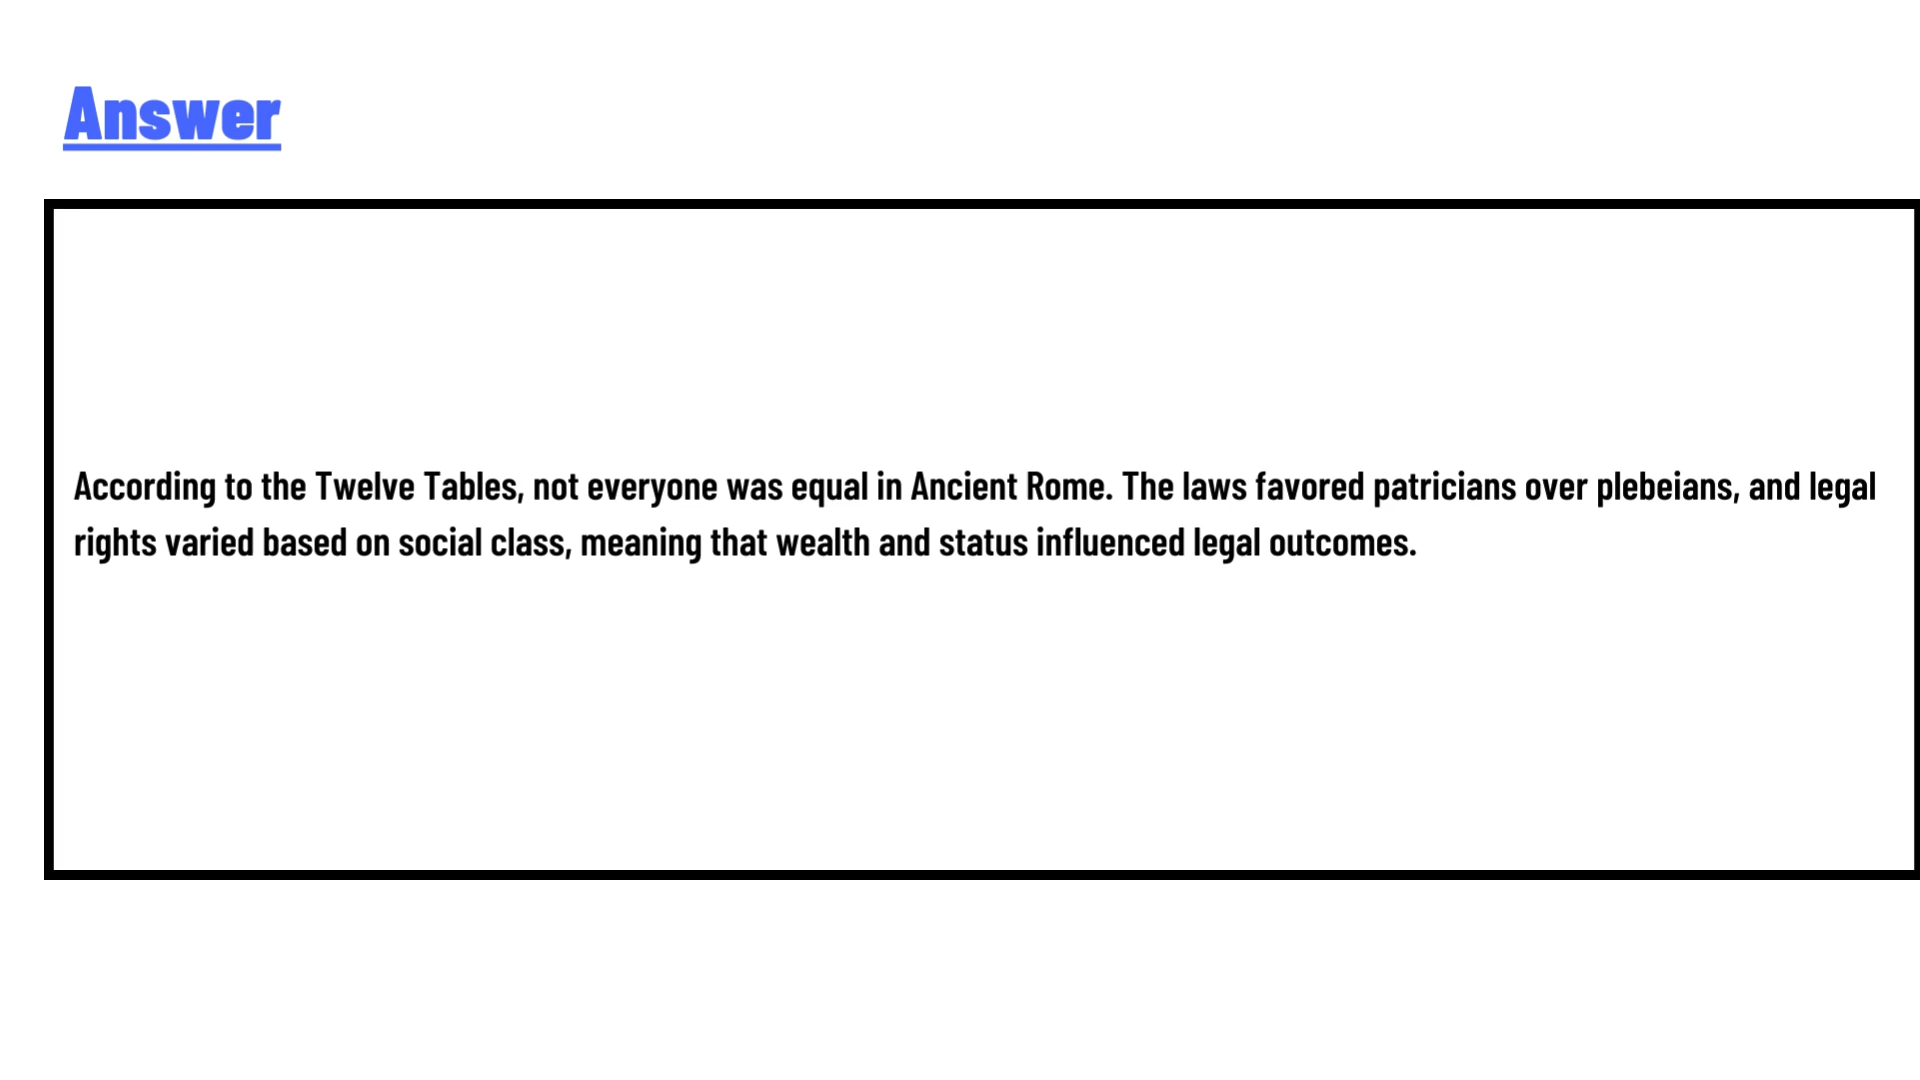 Answer
According to the Twelve Tables, not everyone was equal in Ancient Rome. The laws favored patricians over plebeians, and legal
rights varied based on social class, meaning that wealth and status influenced legal outcomes.